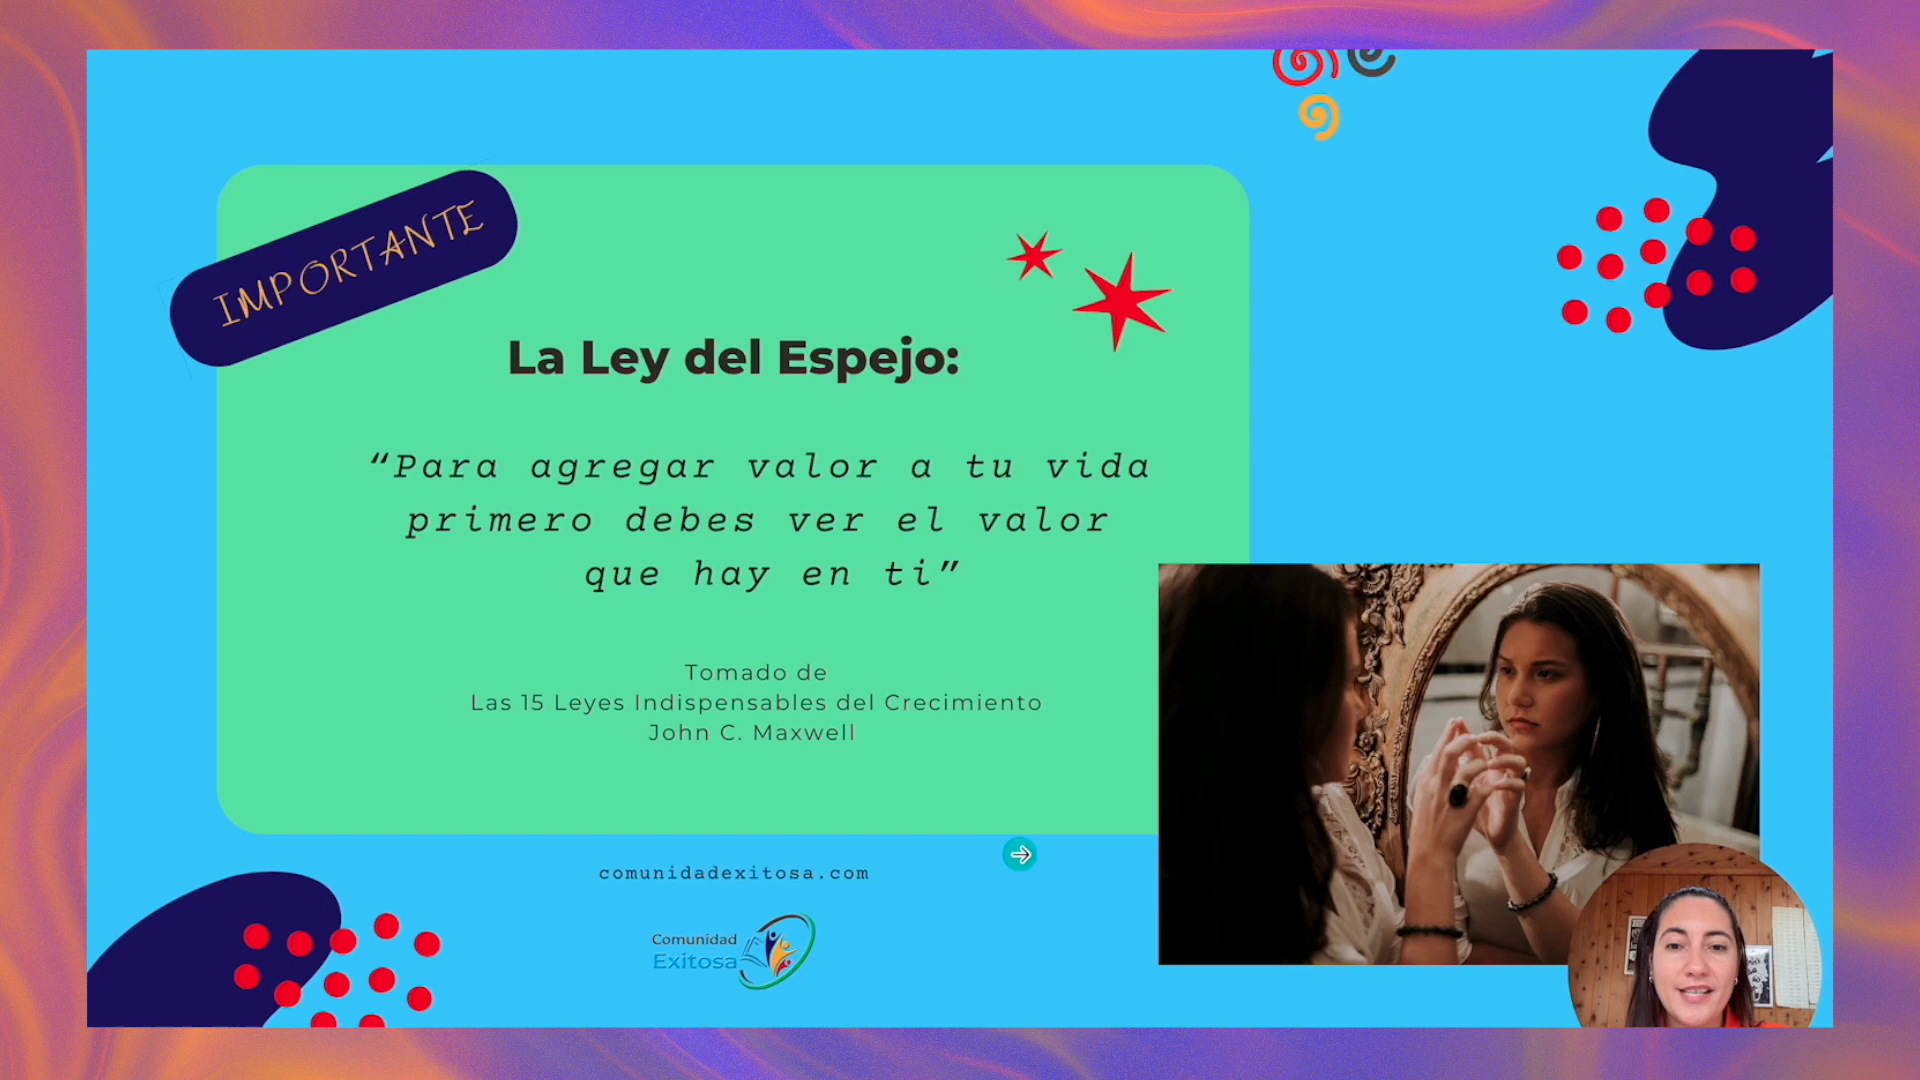 IMPORTANTE
La Ley del Espejo:
“Para agregar valor a tu vida
primero debes ver el valor
que hay en ti”
Tomado de
Las 15 Leyes Indispensables del Crecimiento
John C. Maxwell
comunidadexitosa.com
Comunidad
Exitosa